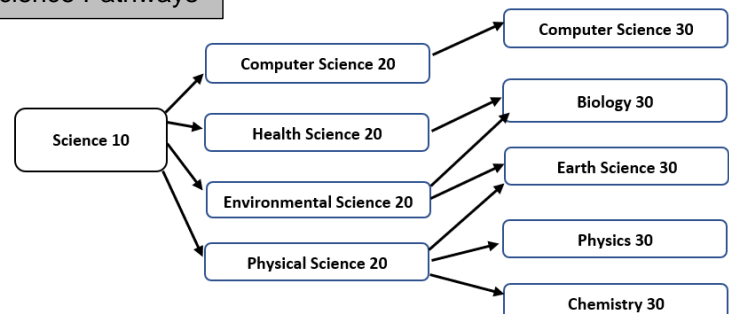 Pathways
Computer Science 30
Computer Science 20
Biology 30
Science 10
Health Science 20
Earth Science 30
Environmental Science 20
Physics 30
Physical Science 20
Chemistry 30